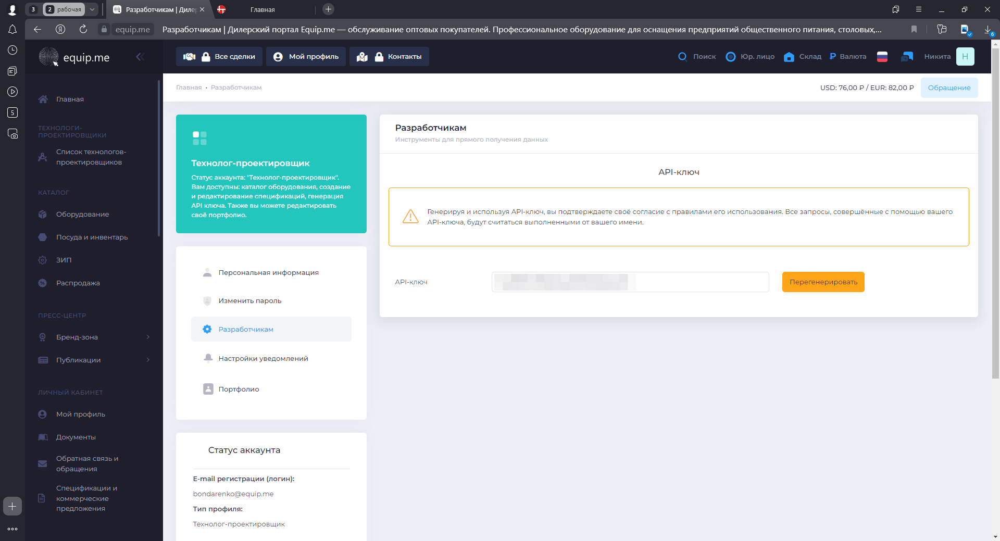 3
2 рабочая
Разработчикам | Дилер
Главная
equip.me
Разработчикам | Дилерский портал Equip.me — обслуживание оптовых покупателей. Профессиональное оборудование для оснащения предприятий общественного питания, столовых,...
6
5
equip.me
Все сделки
Мой профиль
Контакты
Поиск
Юр. лицо
Склад
₽ Валюта
Никита
Н
Главная • Разработчикам
USD: 76,00 Р / EUR: 82,00 Р
Обращение
Главная
ТЕХНОЛОГИ-
ПРОЕКТИРОВЩИКИ
Список технологов-
проектировщиков
КАТАЛОГ
Оборудование
Посуда и инвентарь
ЗИП
Распродажа
ПРЕСС-ЦЕНТР
Бренд-зона
Публикации
ЛИЧНЫЙ КАБИНЕТ
Мой профиль
Документы
Обратная связь и
обращения
Спецификации и
коммерческие
предложения
Технолог-проектировщик
Статус аккаунта: "Технолог-проектировщик".
Вам доступны: каталог оборудования, создание
и редактирование спецификаций, генерация
API ключа. Также вы можете редактировать
своё портфолио.
Персональная информация
Изменить пароль
Разработчикам
Настройки уведомлений
Портфолио
Статус аккаунта
E-mail регистрации (логин):
bondarenko@equip.me
Тип профиля:
Технолог-проектировщик
Разработчикам
Инструменты для прямого получения данных
API-ключ
Генерируя и используя API-ключ, вы подтверждаете своё согласие с правилами его использования. Все запросы, совершённые с помощью вашего
API-ключа, будут считаться выполненными от вашего имени.
API-ключ
Перегенерировать